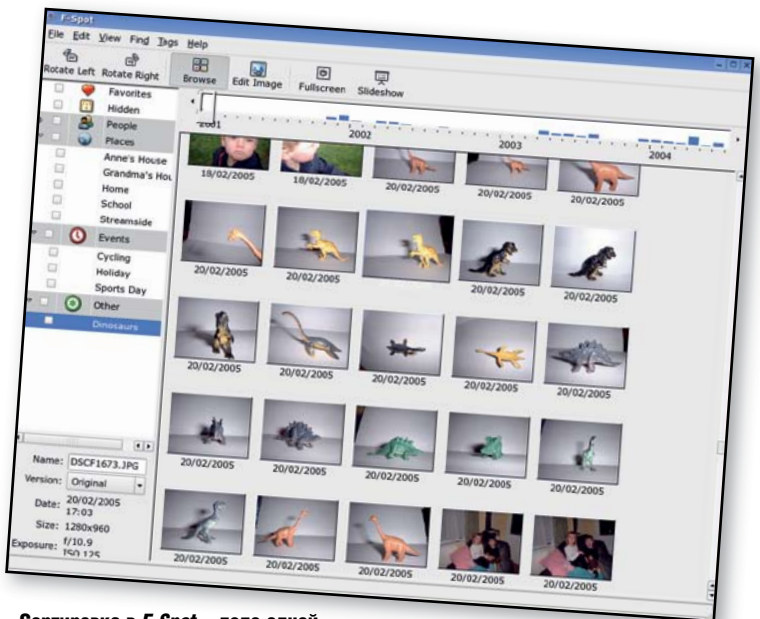 F-Spot
File Edit View Find Tags Help
Rotate Left Rotate Right Browse Edit Image Fullscreen Slideshow
Favorites
Hidden
People
Places
Anne's House
Grandma's Hou
Home
School
Streamside
Events
Cycling
Holiday
Sports Day
Other
Dinosaurs
Name: DSCF1673.JPG
Version: Original
Date: 20/02/2005
17:03
Size: 1280x960
Exposure: f/10.9
ISO 125
2001 2002 2003 2004
18/02/2005 18/02/2005 20/02/2005 20/02/2005 20/02/2005
20/02/2005 20/02/2005 20/02/2005 20/02/2005 20/02/2005
20/02/2005 20/02/2005 20/02/2005 20/02/2005 20/02/2005
20/02/2005 20/02/2005 20/02/2005 20/02/2005 20/02/2005
20/02/2005 20/02/2005 20/02/2005 20/02/2005 20/02/2005
Сортировка в F-Spot – дело одной